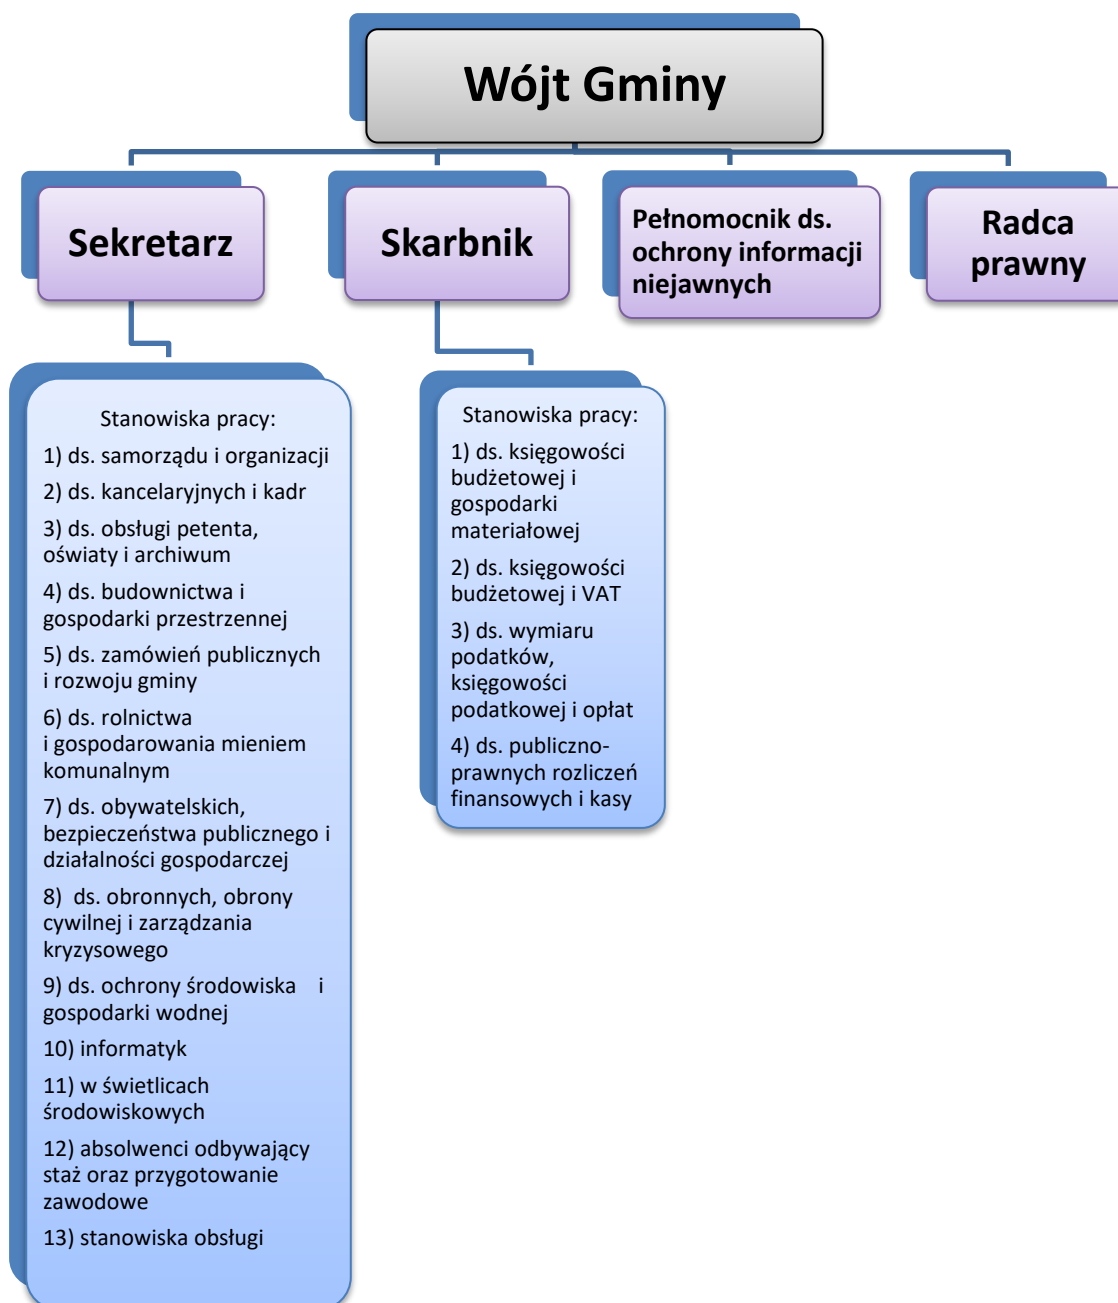 Wójt Gminy
Sekretarz
Skarbnik
Pełnomocnik ds.
ochrony informacji
niejawnych
Radca
prawny
Stanowiska pracy:
1) ds. samorządu i organizacji
2) ds. kancelaryjnych i kadr
3) ds. obsługi petenta,
oświaty i archiwum
4) ds. budownictwa i
gospodarki przestrzennej
5) ds. zamówień publicznych
i rozwoju gminy
6) ds. rolnictwa
i gospodarowania mieniem
komunalnym
7) ds. obywatelskich,
bezpieczeństwa publicznego i
działalności gospodarczej
8)  ds. obronnych, obrony
cywilnej i zarządzania
kryzysowego
9) ds. ochrony środowiska    i
gospodarki wodnej
10) informatyk
11) w świetlicach
środowiskowych
12) absolwenci odbywający
staż oraz przygotowanie
zawodowe
13) stanowiska obsługi
Stanowiska pracy:
1) ds. księgowości
budżetowej i
gospodarki
materiałowej
2) ds. księgowości
budżetowej i VAT
3) ds. wymiaru
podatków,
księgowości
podatkowej i opłat
4) ds. publiczno-
prawnych rozliczeń
finansowych i kasy